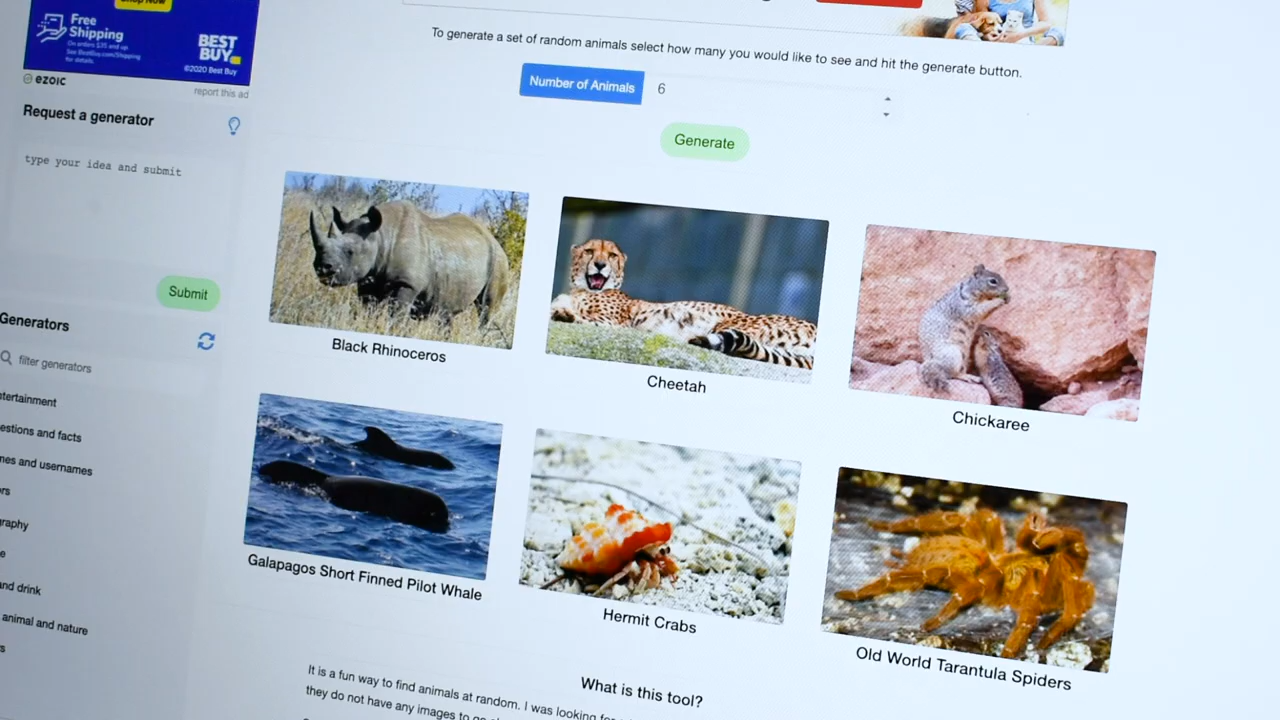 Shop Now
Free
Shipping
On orders $35 and up.
See BestBuy.com/Shipping
for details.
BEST
BUY
©2020 Best Buy
ezoic
report this ad
Request a generator
type your idea and submit
Submit
Generators
filter generators
ntertainment
estions and facts
mes and usernames
rs
graphy
e
and drink
animal and nature
s
To generate a set of random animals select how many you would like to see and hit the generate button.
Number of Animals 6
Generate
Black Rhinoceros
Cheetah
Chickaree
Galapagos Short Finned Pilot Whale
Hermit Crabs
Old World Tarantula Spiders
What is this tool?
It is a fun way to find animals at random. I was looking for
they do not have any images to go